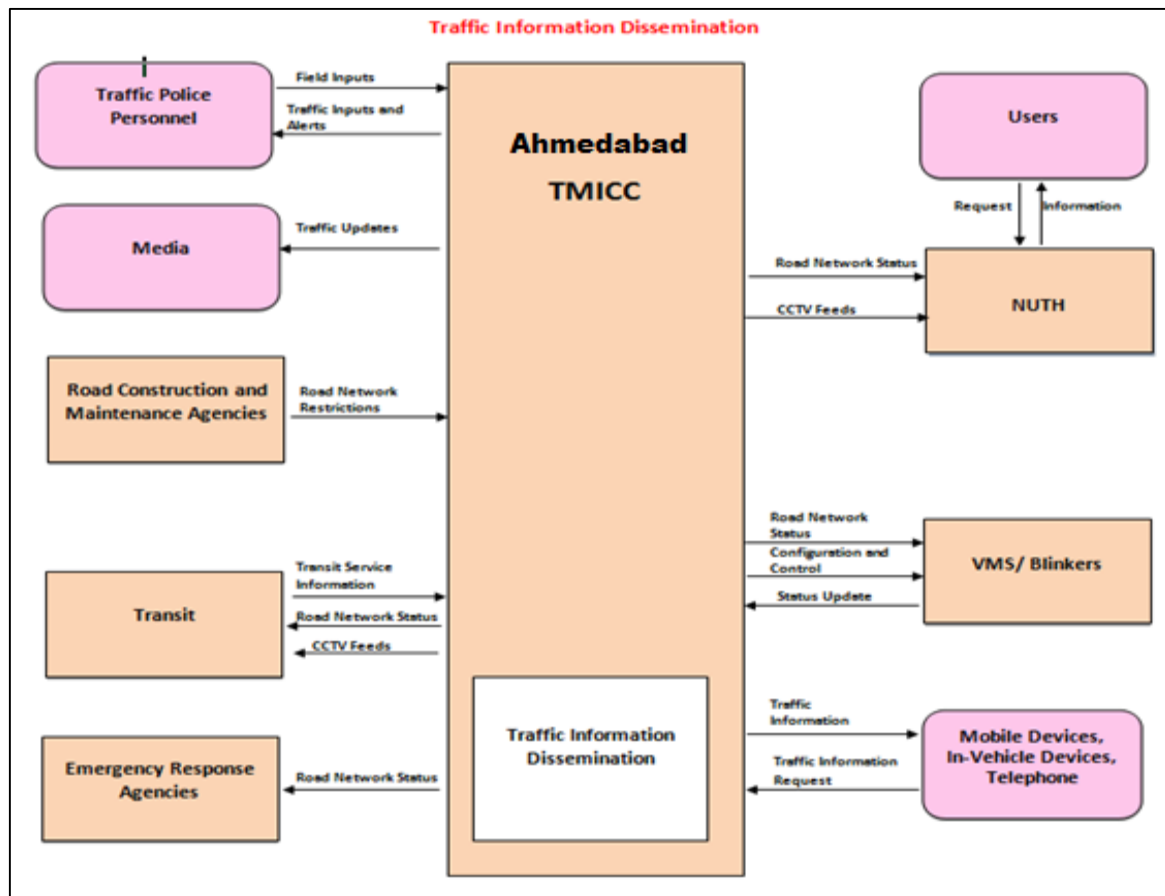 Traffic Information Dissemination
Traffic Police
Personnel
Field Inputs
Traffic Inputs and
Alerts
Media
Traffic Updates
Road Construction and
Maintenance Agencies
Road Network
Restrictions
Transit
Transit Service
Information
Road Network Status
CCTV Feeds
Emergency Response
Agencies
Road Network Status
Ahmedabad
TMICC
Traffic Information
Dissemination
Users
Request
Information
Road Network Status
CCTV Feeds
NUTH
Road Network
Status
Configuration and
Control
Status Update
VMS/ Blinkers
Traffic
Information
Traffic Information
Request
Mobile Devices,
In-Vehicle Devices,
Telephone